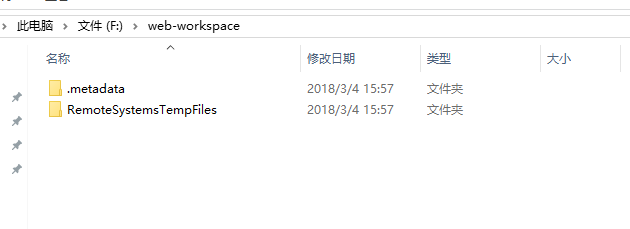 此电脑 > 文件 (F:) > web-workspace
名称 修改日期 类型 大小
.metadata 2018/3/4 15:57 文件夹
RemoteSystemsTempFiles 2018/3/4 15:57 文件夹